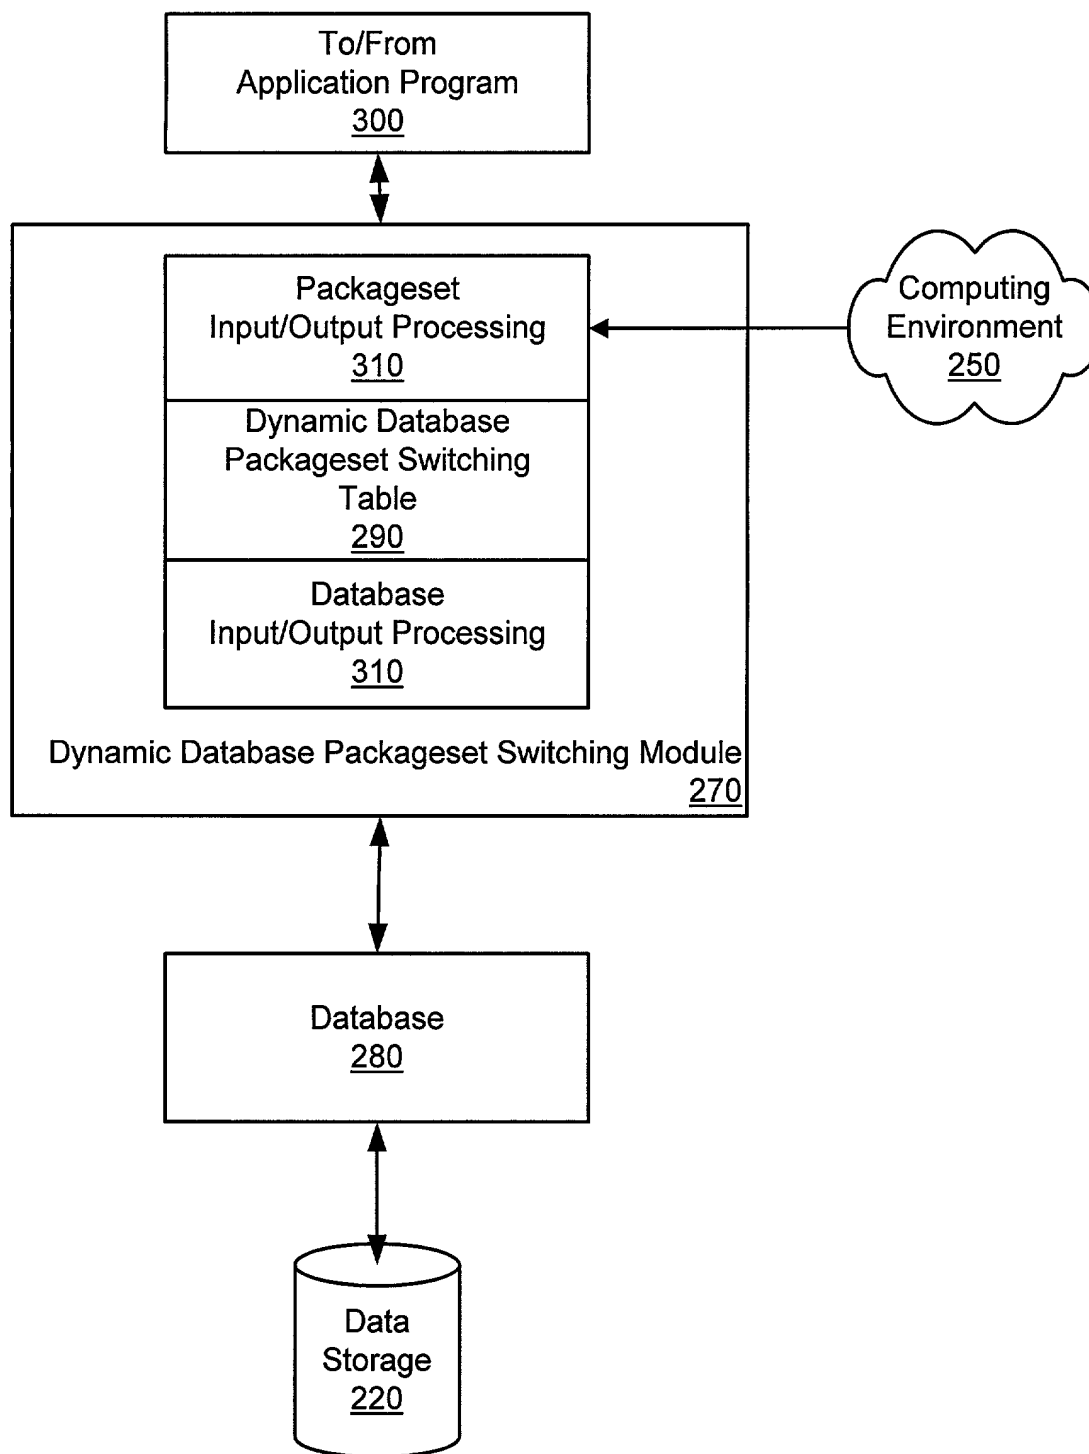 To/From
Application Program
300
Packageset
Input/Output Processing
310
Computing
Environment
250
Dynamic Database
Packageset Switching
Table
290
Database
Input/Output Processing
310
Dynamic Database Packageset Switching Module
270
Database
280
Data
Storage
220